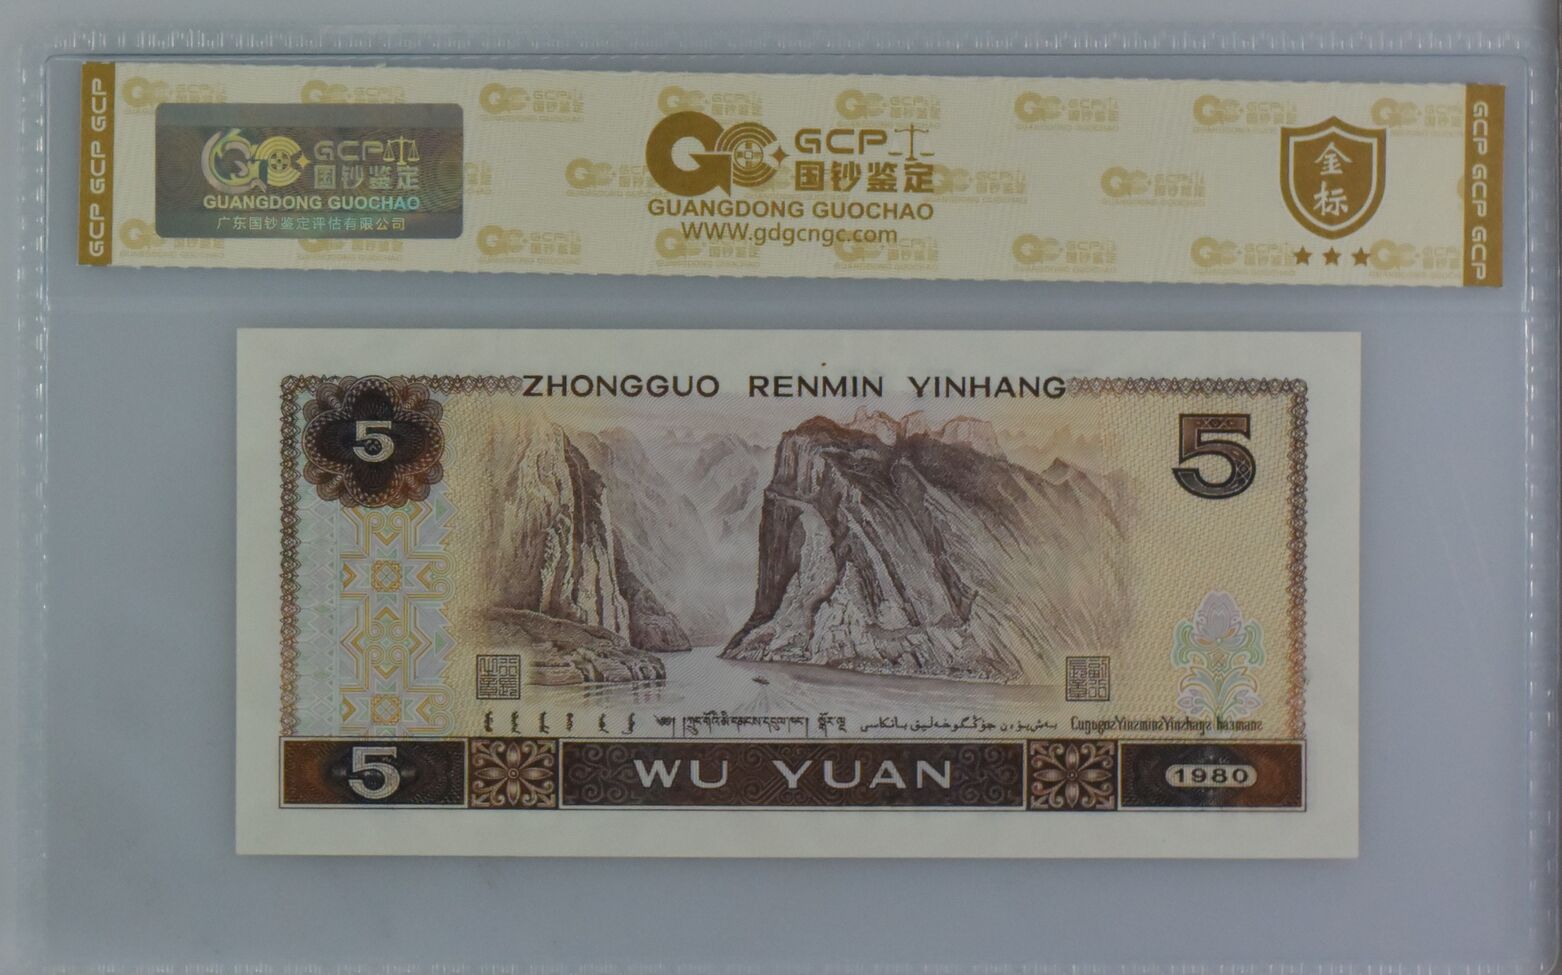 GCP GCP GCP
GCP
国钞鉴定
GUANGDONG GUOCHAO
广东国钞鉴定评估有限公司
GCP
国钞鉴定
GUANGDONG GUOCHAO
WWW.gdgcngc.com
金标
GCP GCP GCP
ZHONGGUO RENMIN YINHANG
5
5
5
WU YUAN
1980